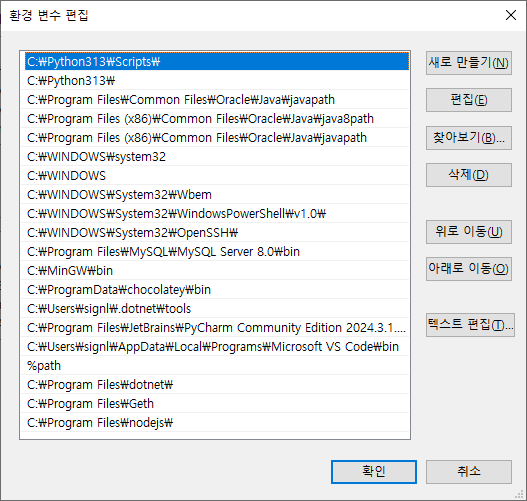 환경 변수 편집
C:₩Python313₩Scripts₩
C:₩Python313₩
C:₩Program Files₩Common Files₩Oracle₩Java₩javapath
C:₩Program Files (x86)₩Common Files₩Oracle₩Java₩java8path
C:₩Program Files (x86)₩Common Files₩Oracle₩Java₩javapath
C:₩WINDOWS₩system32
C:₩WINDOWS
C:₩WINDOWS₩System32₩Wbem
C:₩WINDOWS₩System32₩WindowsPowerShell₩v1.0₩
C:₩WINDOWS₩System32₩OpenSSH₩
C:₩Program Files₩MySQL₩MySQL Server 8.0₩bin
C:₩MinGW₩bin
C:₩ProgramData₩chocolatey₩bin
C:₩Users₩signl₩.dotnet₩tools
C:₩Program Files₩JetBrains₩PyCharm Community Edition 2024.3.1....
C:₩Users₩signl₩AppData₩Local₩Programs₩Microsoft VS Code₩bin
%path
C:₩Program Files₩dotnet₩
C:₩Program Files₩Geth
C:₩Program Files₩nodejs₩
새로 만들기(N)
편집(E)
찾아보기(B)...
삭제(D)
위로 이동(U)
아래로 이동(O)
텍스트 편집(T)...
확인
취소